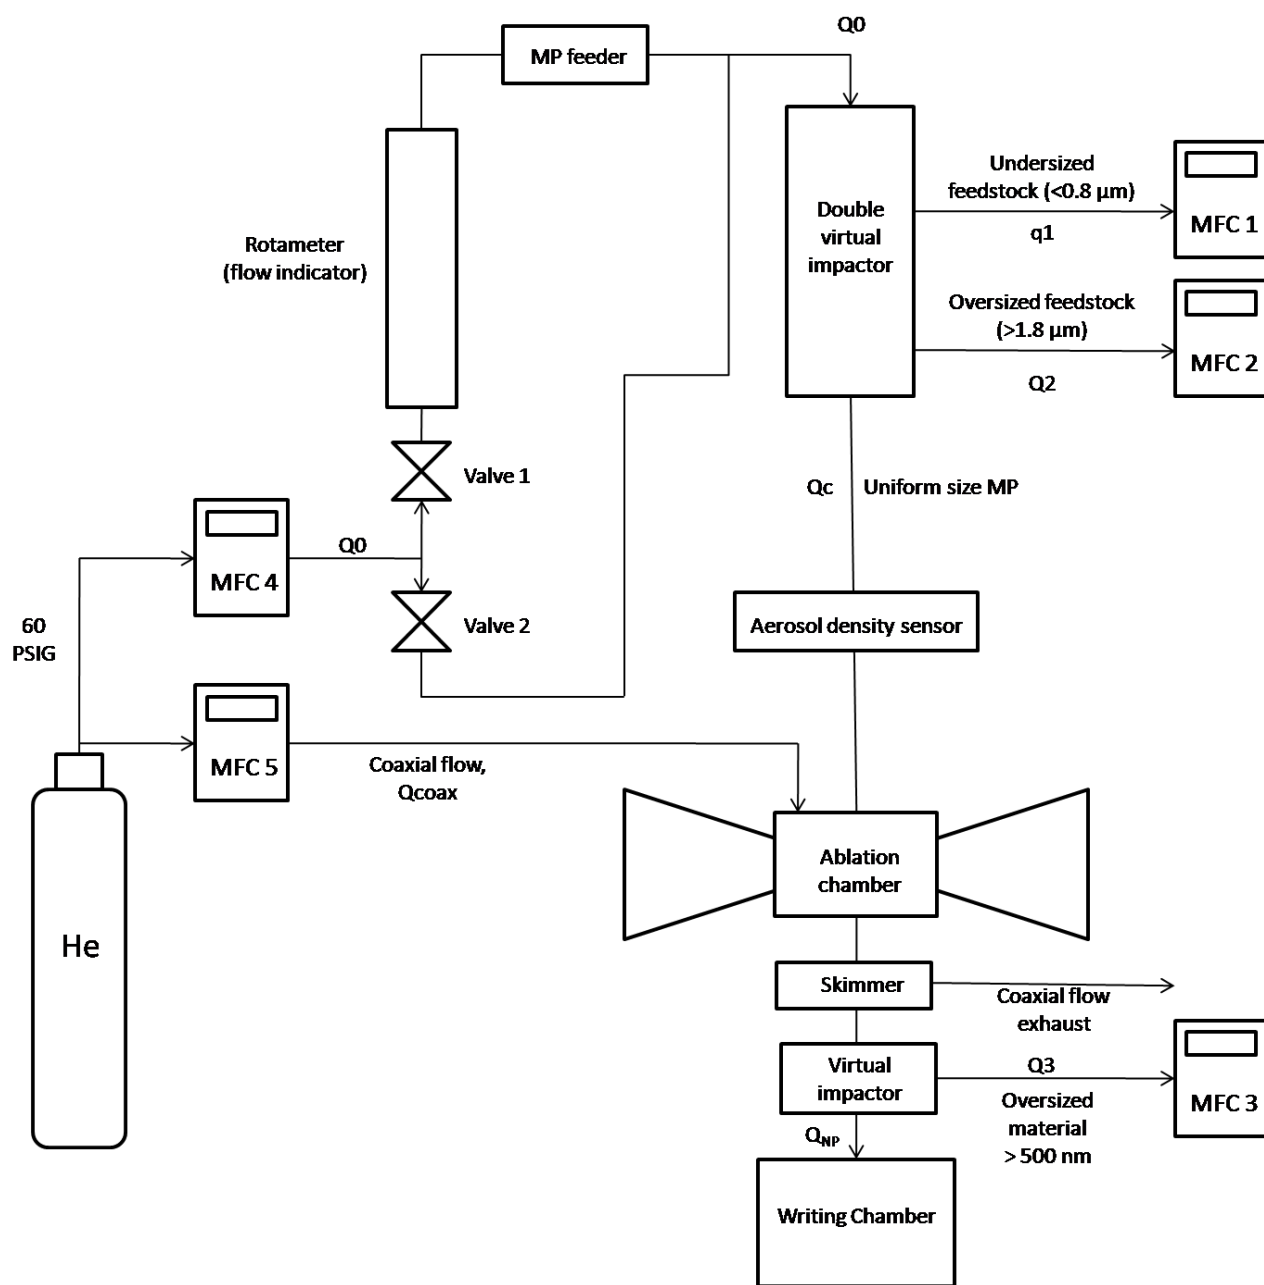 Q0
MP feeder
Undersized
feedstock (<0.8 µm)
q1
MFC 1
Double
virtual
impactor
Rotameter
(flow indicator)
Oversized feedstock
(>1.8 µm)
Q2
MFC 2
Valve 1
Qc
Uniform size MP
Q0
MFC 4
60
PSIG
Valve 2
Aerosol density sensor
MFC 5
Coaxial flow,
Qcoax
Ablation
chamber
He
Skimmer
Coaxial flow
exhaust
Virtual
impactor
Q3
MFC 3
Oversized
material
> 500 nm
QNP
Writing Chamber